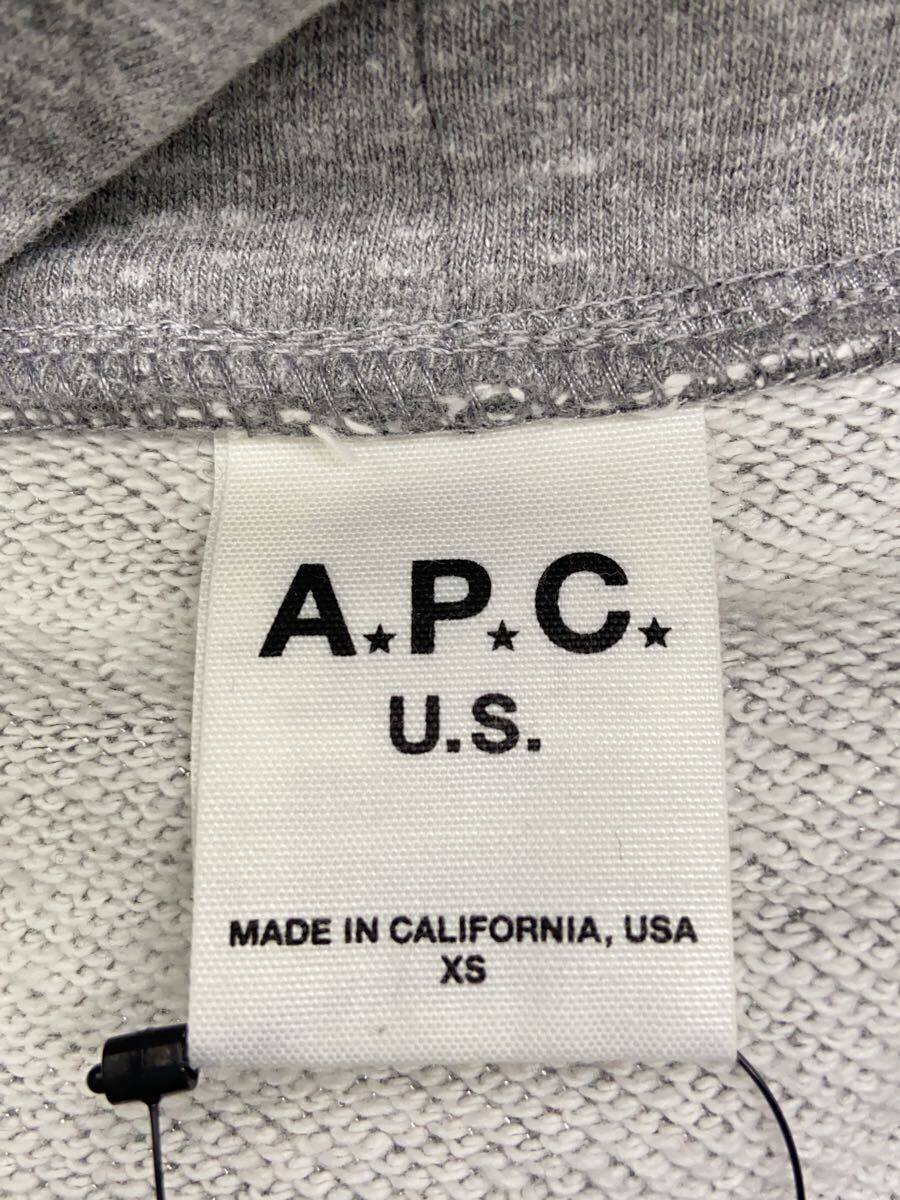 A★.P★.C★.
U.S.
MADE IN CALIFORNIA, USA
XS